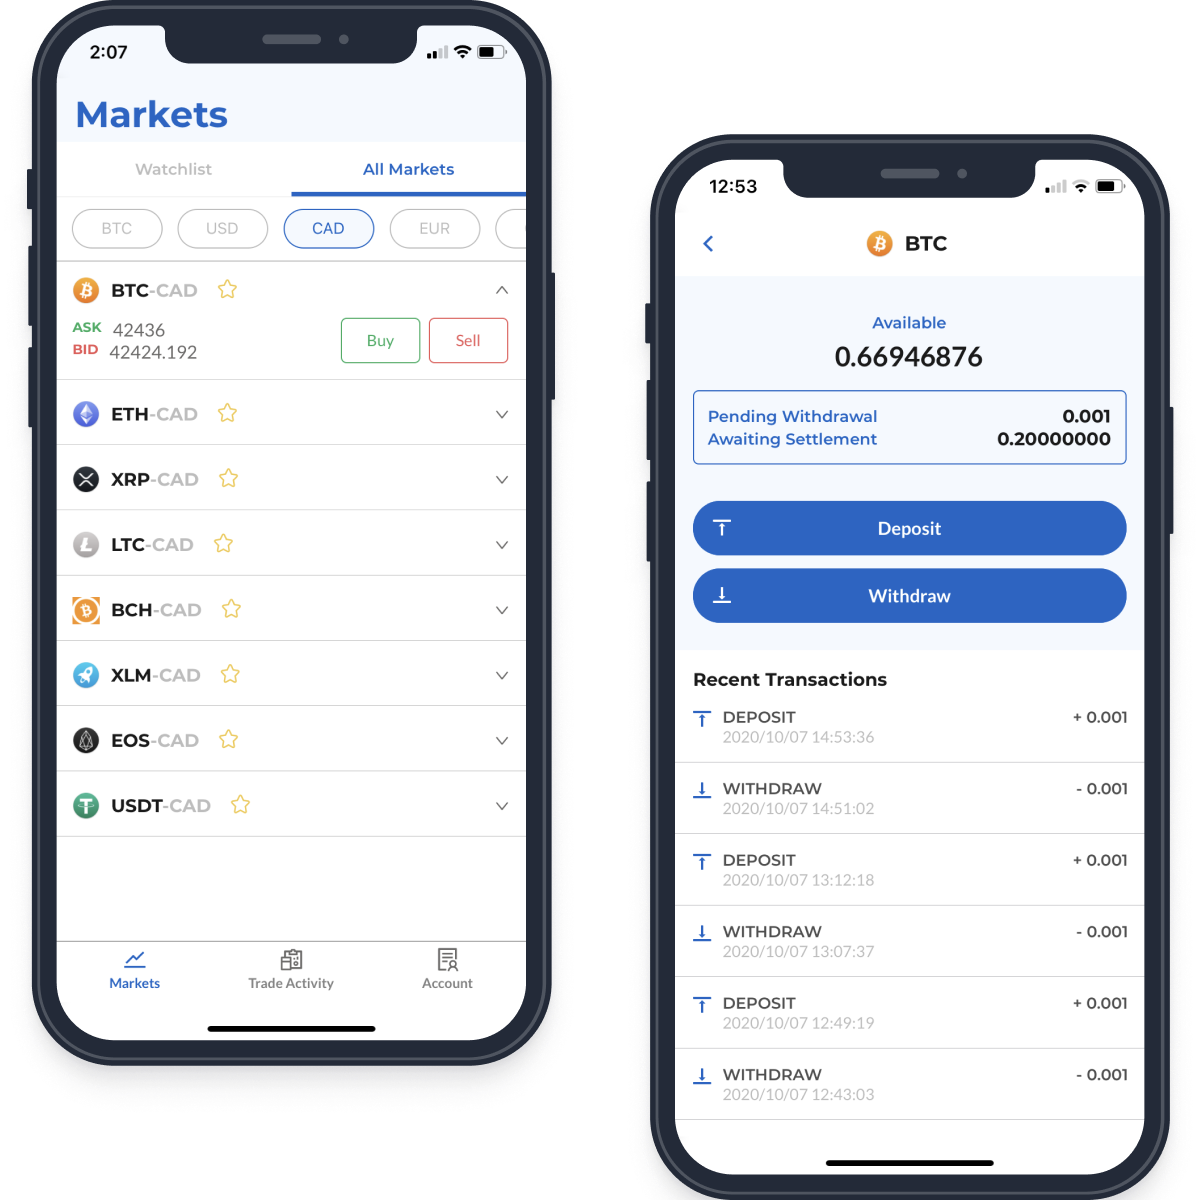 2:07
Markets
Watchlist All Markets
BTC USD CAD EUR
BTC-CAD
ASK 42436
BID 42424.192
Buy Sell
ETH-CAD
XRP-CAD
LTC-CAD
BCH-CAD
XLM-CAD
EOS-CAD
USDT-CAD
Markets Trade Activity Account
12:53
BTC
Available
0.66946876
Pending Withdrawal 0.001
Awaiting Settlement 0.20000000
Deposit
Withdraw
Recent Transactions
DEPOSIT + 0.001
2020/10/07 14:53:36
WITHDRAW - 0.001
2020/10/07 14:51:02
DEPOSIT + 0.001
2020/10/07 13:12:18
WITHDRAW - 0.001
2020/10/07 13:07:37
DEPOSIT + 0.001
2020/10/07 12:49:19
WITHDRAW - 0.001
2020/10/07 12:43:03